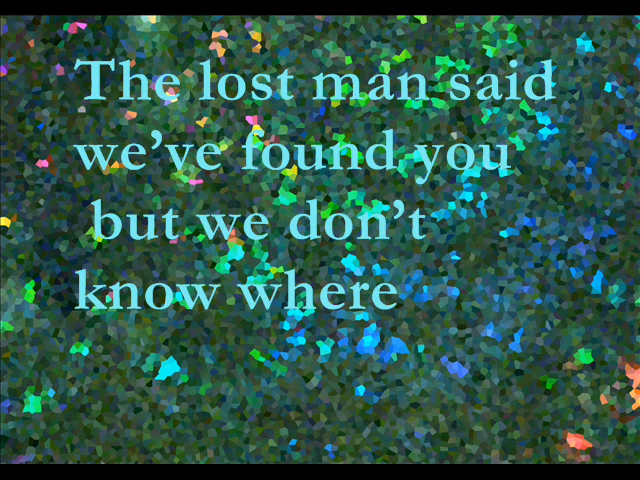 The lost man said
we’ve found you
but we don’t
know where